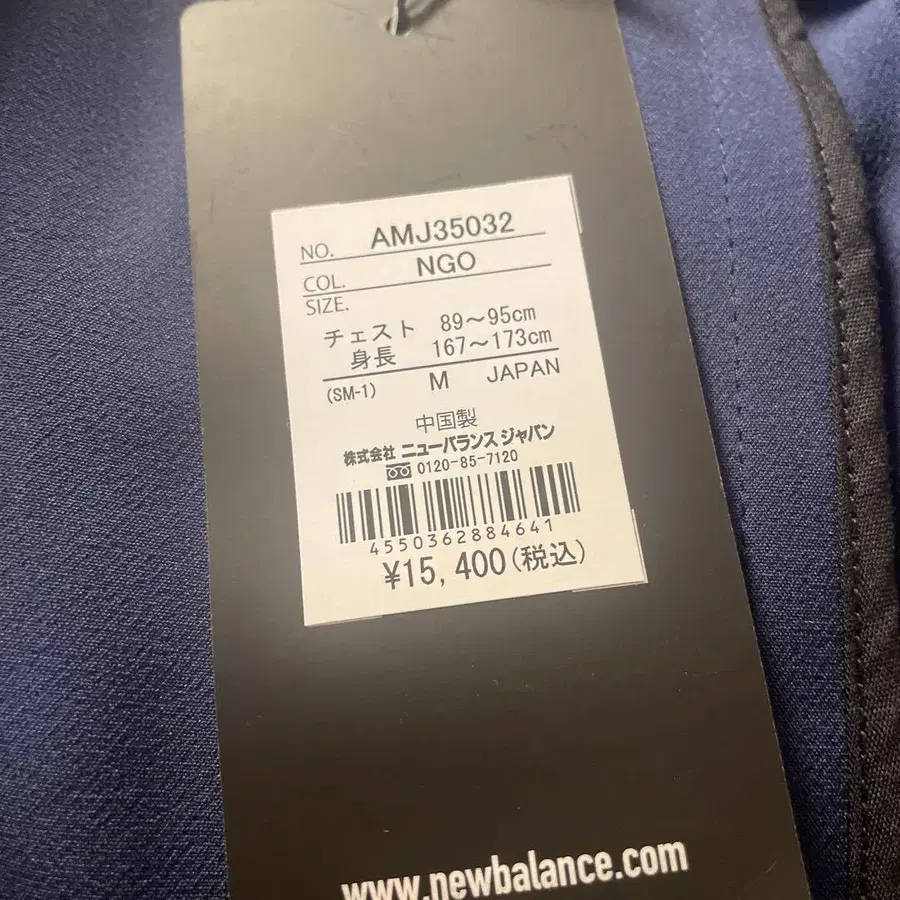 NO. AMJ35032
COL. NGO
SIZE.
チェスト 89～95cm
身長 167～173cm
(SM-1) M JAPAN
中国製
株式会社 ニューバランス ジャパン
0120-85-7120
4550362884641
¥15,400(税込)
www.newbalance.com